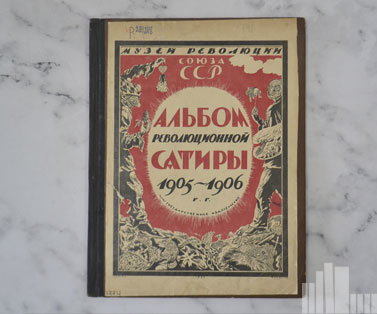 МУЗЕЙ РЕВОЛЮЦИИ
СОЮЗА
ССР
АЛЬБОМ
РЕВОЛЮЦИОННОЙ
САТИРЫ
1905–1906
г.г.